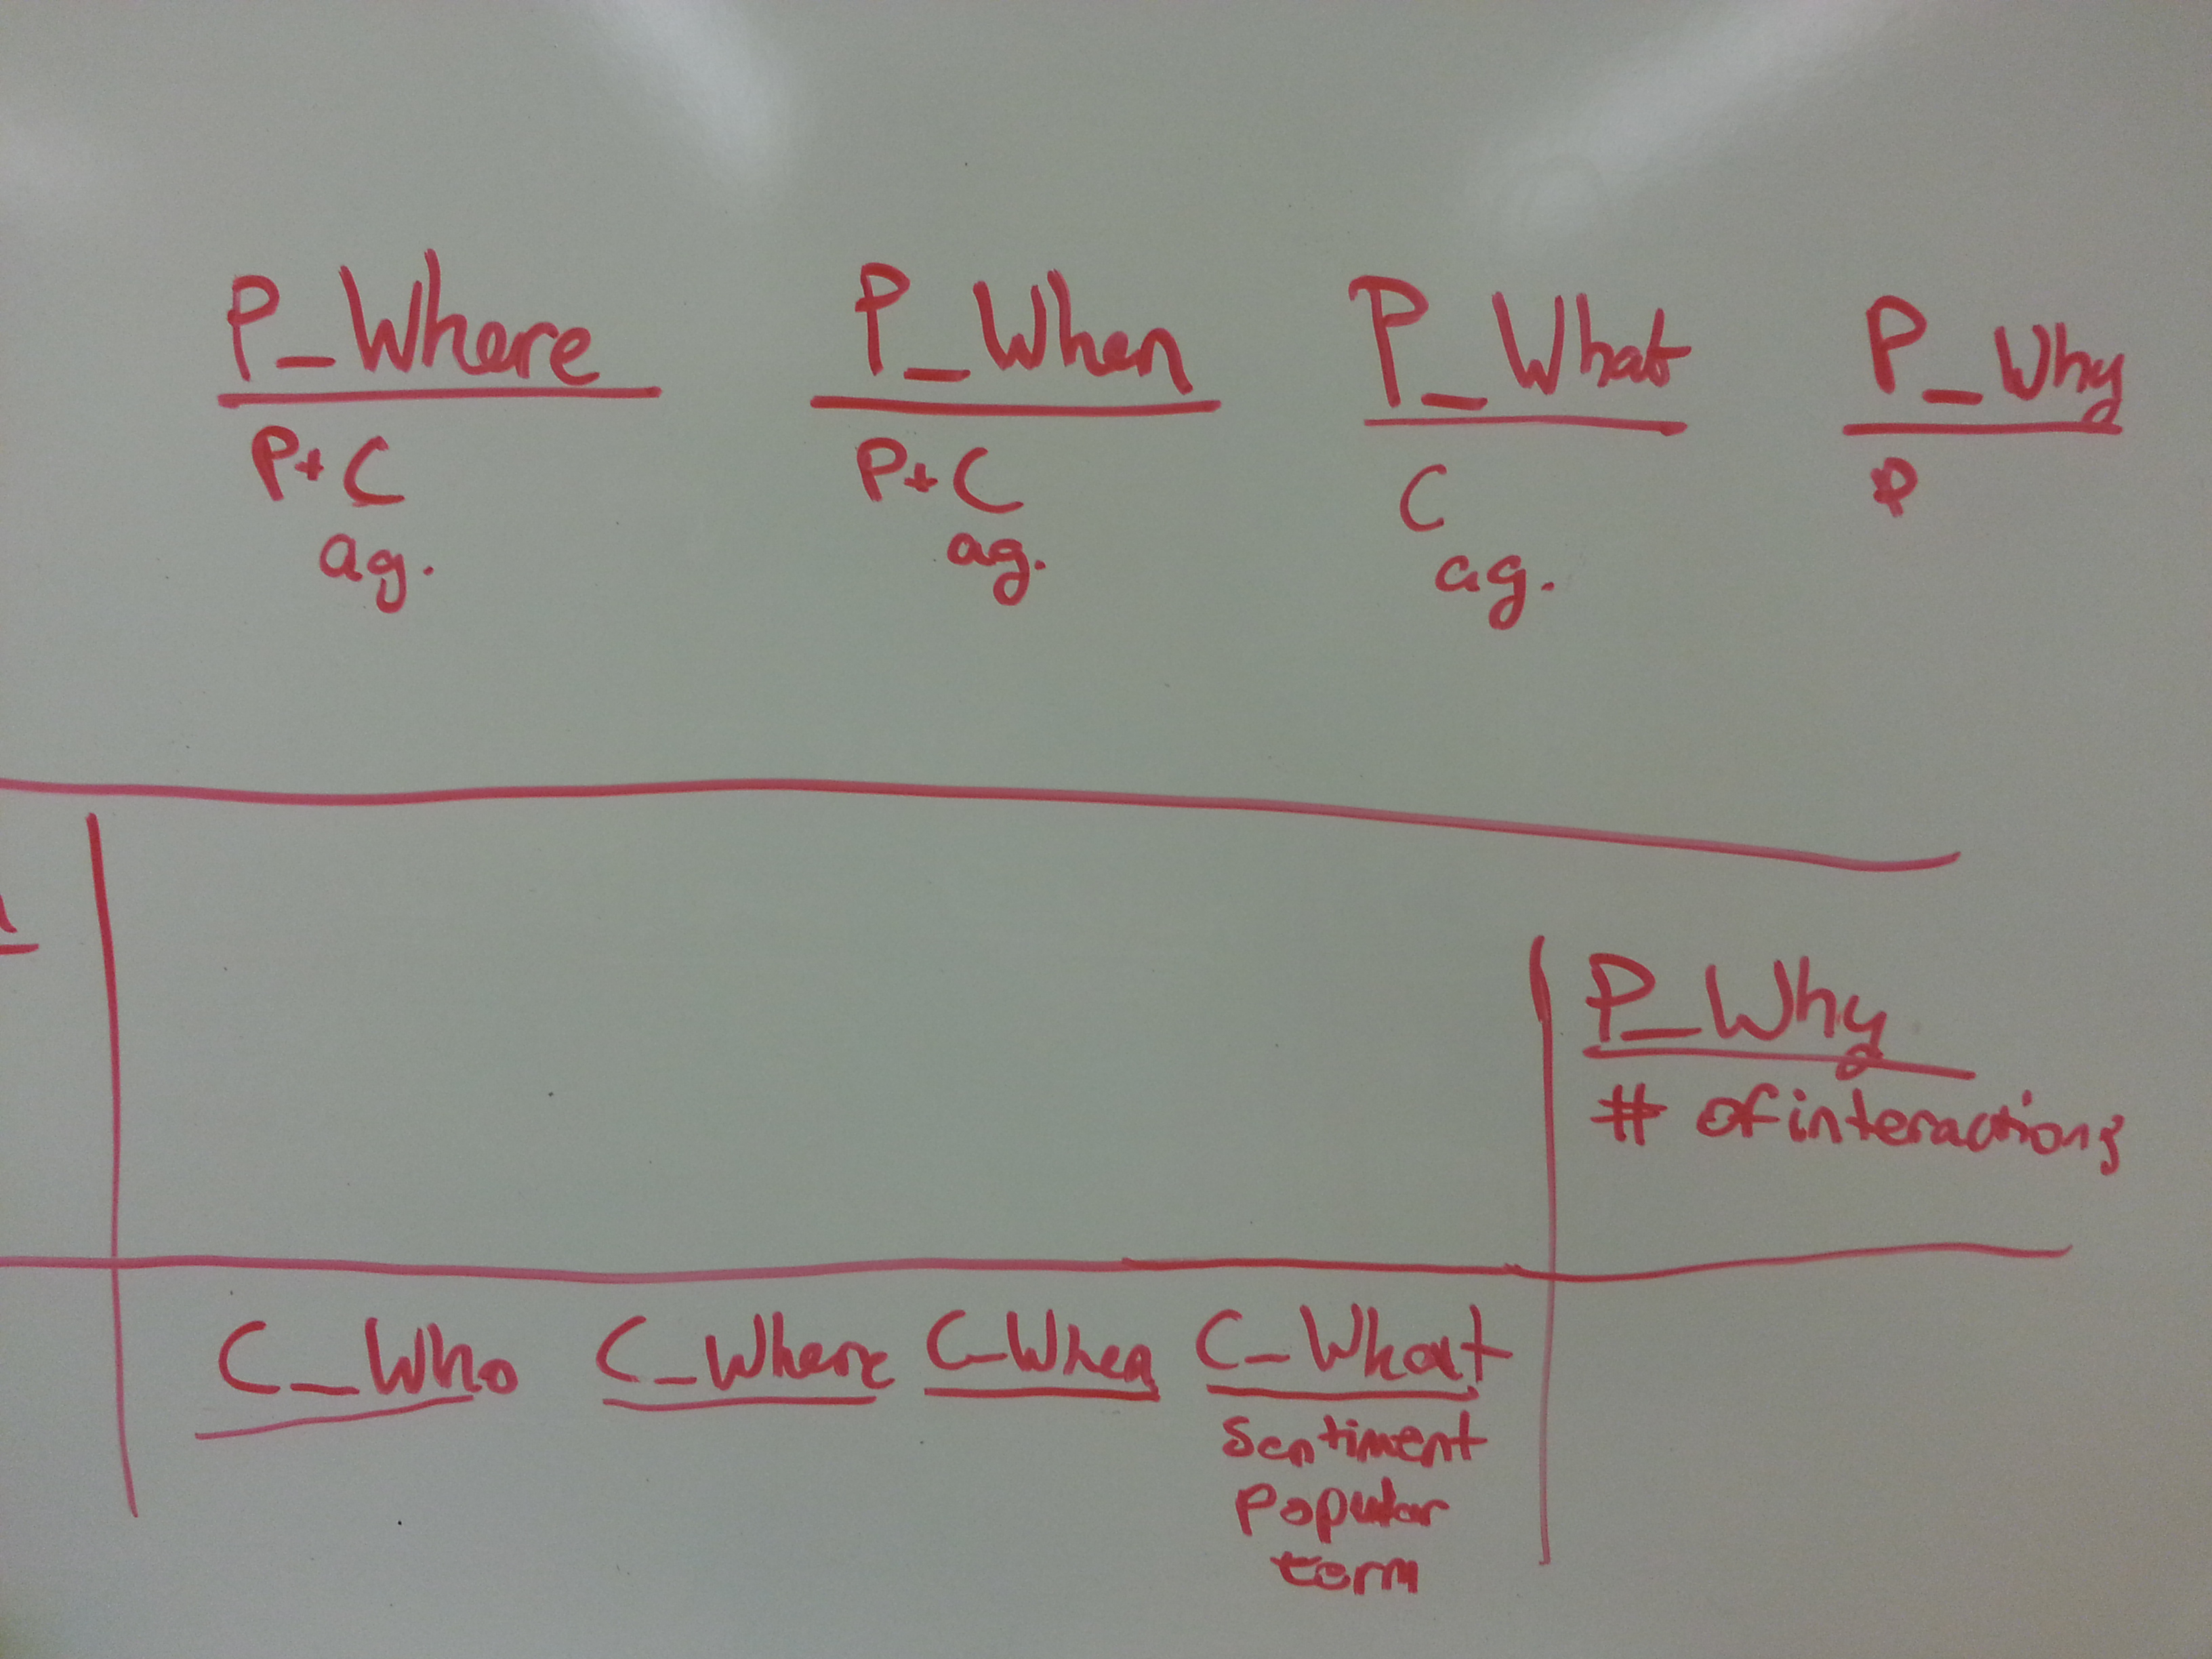 P_Where P_When P_What P_Why
P+C P+C C P
ag. ag. ag.
P_Why
# of interactions
C_Who C_Where C_When C_What
Sentiment
Popular
term